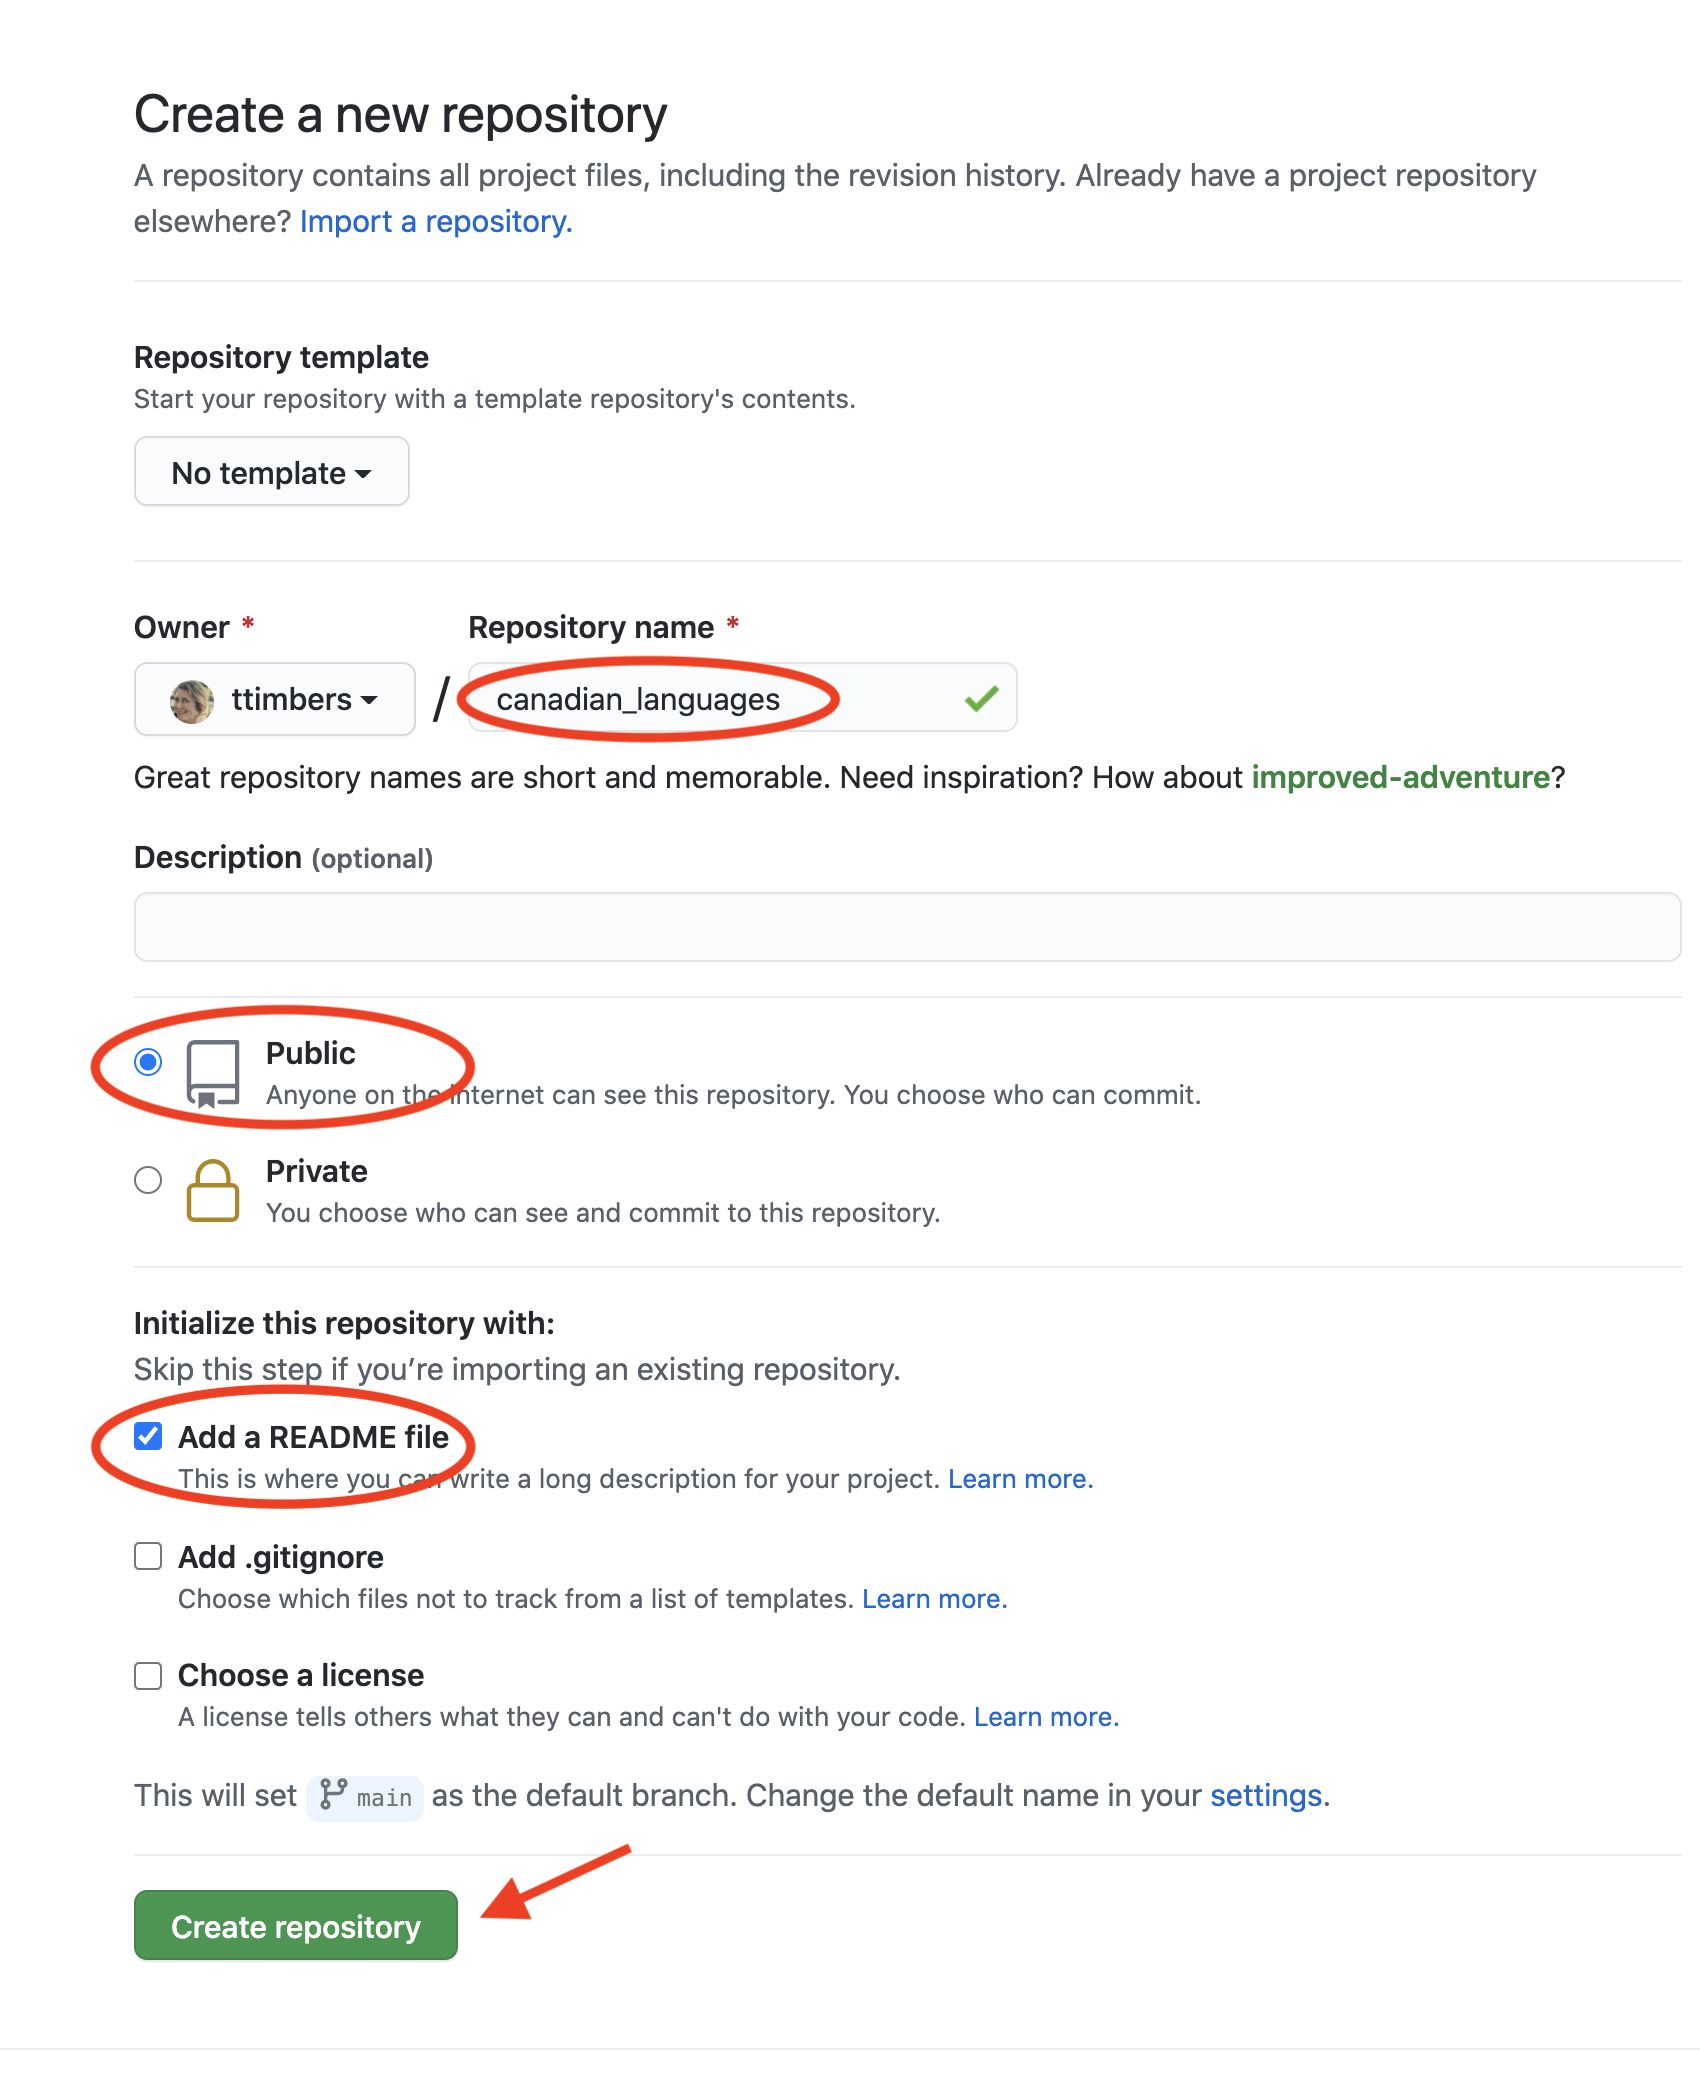 Create a new repository
A repository contains all project files, including the revision history. Already have a project repository
elsewhere? Import a repository.
Repository template
Start your repository with a template repository's contents.
No template
Owner * Repository name *
ttimbers / canadian_languages
Great repository names are short and memorable. Need inspiration? How about improved-adventure?
Description (optional)
Public
Anyone on the internet can see this repository. You choose who can commit.
Private
You choose who can see and commit to this repository.
Initialize this repository with:
Skip this step if you’re importing an existing repository.
Add a README file
This is where you can write a long description for your project. Learn more.
Add .gitignore
Choose which files not to track from a list of templates. Learn more.
Choose a license
A license tells others what they can and can't do with your code. Learn more.
This will set main as the default branch. Change the default name in your settings.
Create repository